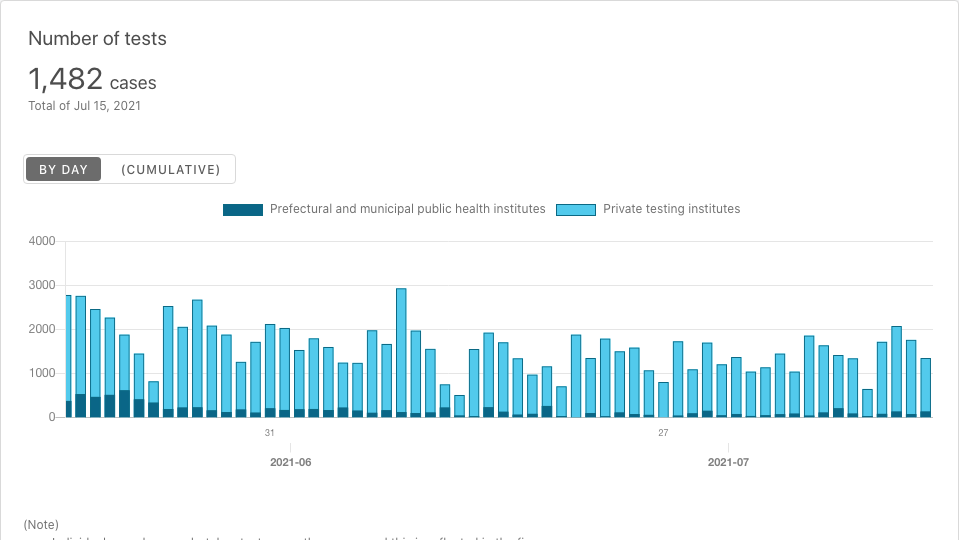 Number of tests
1,482 cases
Total of Jul 15, 2021
BY DAY (CUMULATIVE)
Prefectural and municipal public health institutes Private testing institutes
4000
3000
2000
1000
0
31 27
2021-06 2021-07
(Note)